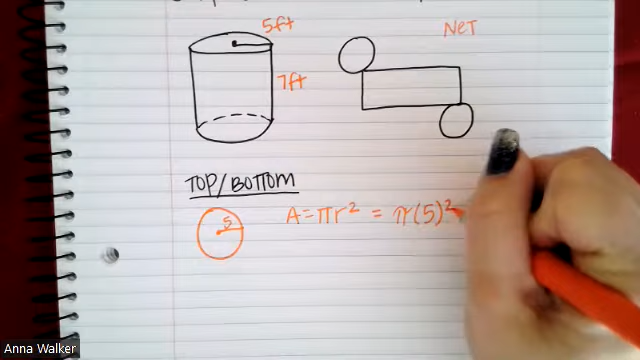 5ft
NET
7ft
TOP/BOTTOM
5
A=πr² = π(5)²
Anna Walker